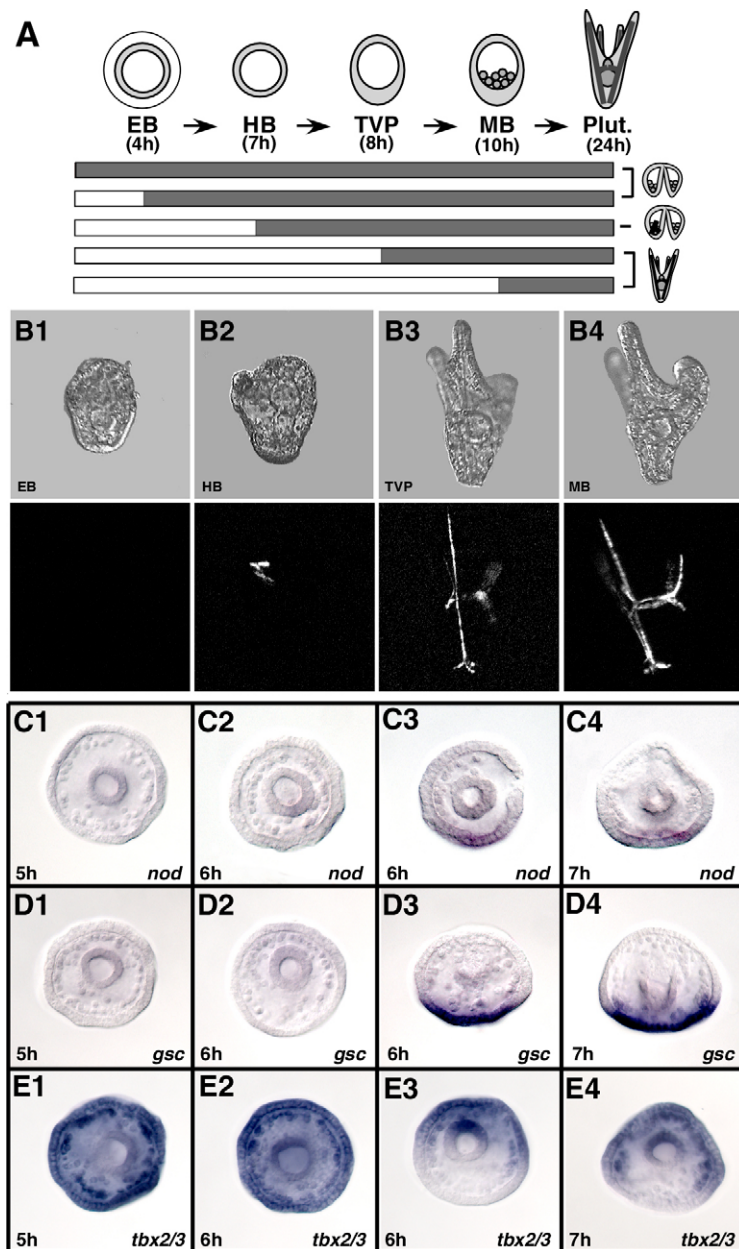 A
EB HB TVP MB Plut.
(4h) (7h) (8h) (10h) (24h)
B1 B2 B3 B4
EB HB TVP MB
C1 C2 C3 C4
5h nod 6h nod 6h nod 7h nod
D1 D2 D3 D4
5h gsc 6h gsc 6h gsc 7h gsc
E1 E2 E3 E4
5h tbx2/3 6h tbx2/3 6h tbx2/3 7h tbx2/3